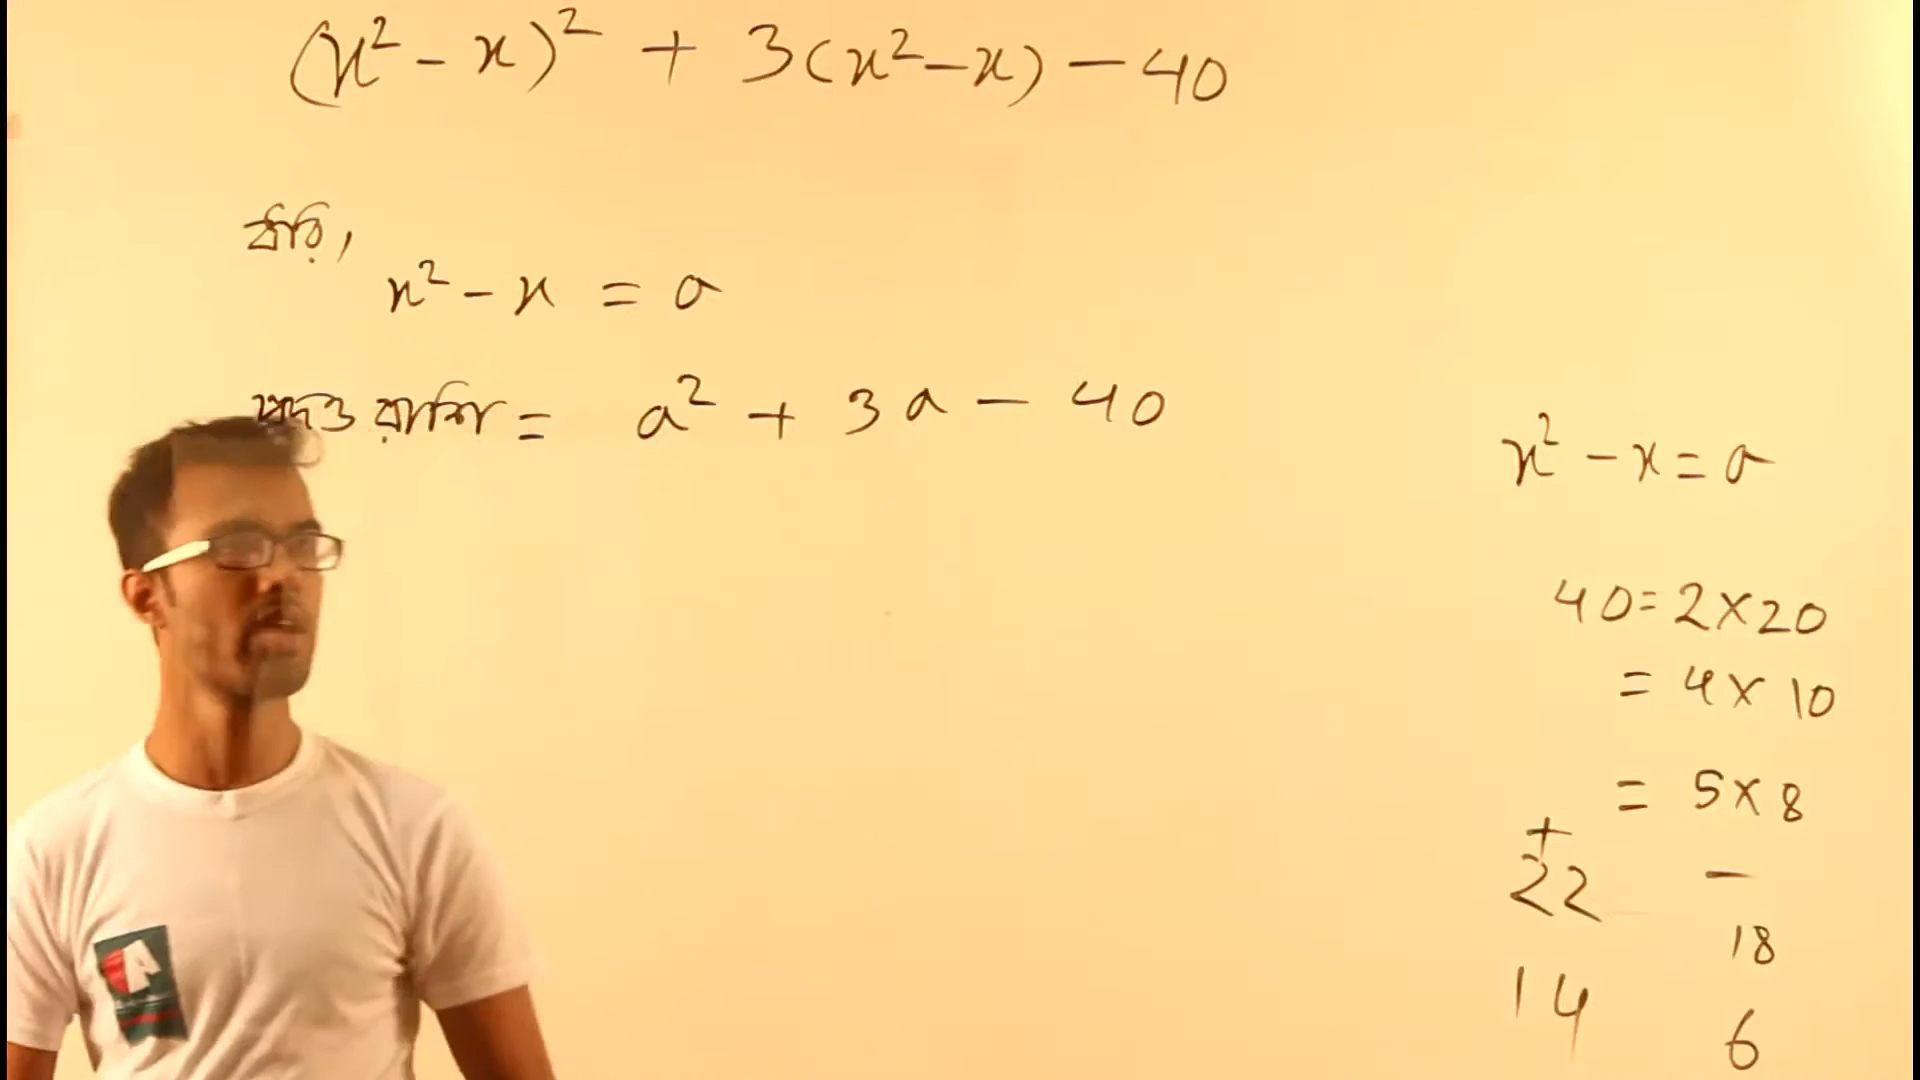 (x² - x)² + 3(x² - x) - 40
ধরি,
x² - x = a
প্রদত্ত রাশি = a² + 3a - 40
x² - x = a
40 = 2 × 20
= 4 × 10
= 5 × 8
+ -
22 18
14 6